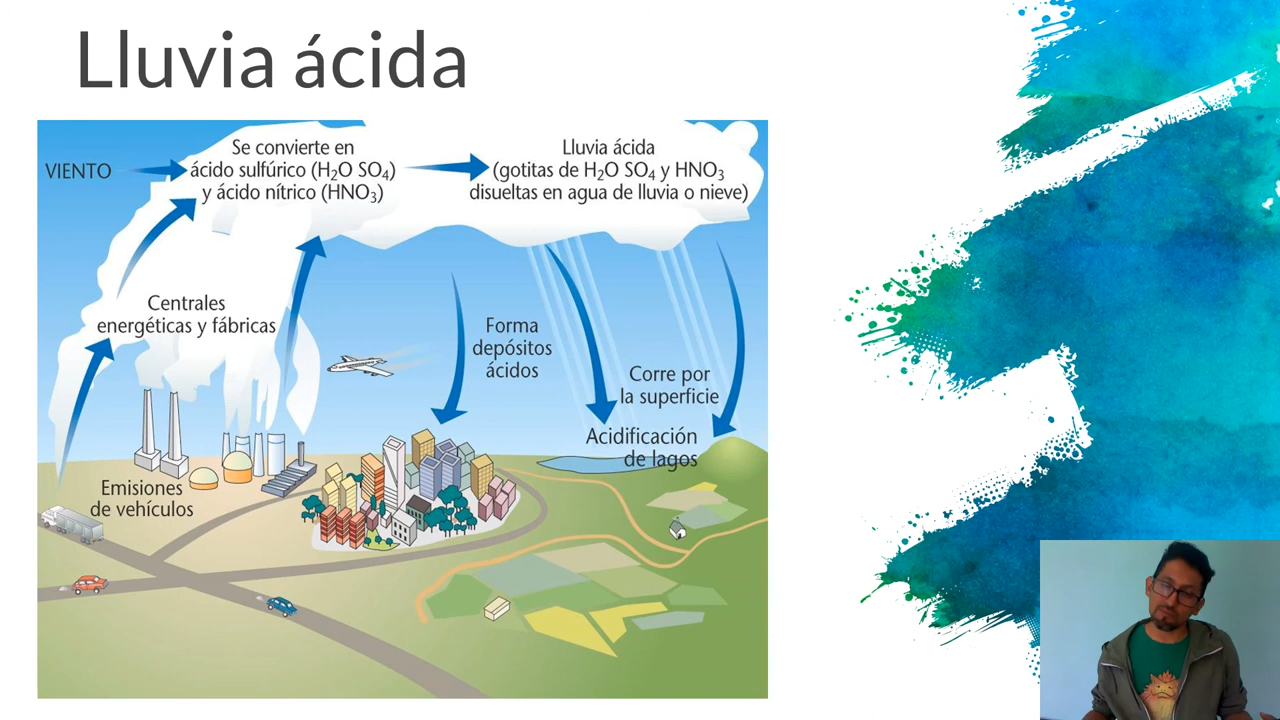 Lluvia ácida
VIENTO
Se convierte en
ácido sulfúrico (H₂O SO₄)
y ácido nítrico (HNO₃)
Lluvia ácida
(gotitas de H₂O SO₄ y HNO₃
disueltas en agua de lluvia o nieve)
Centrales
energéticas y fábricas
Forma
depósitos
ácidos
Corre por
la superficie
Acidificación
de lagos
Emisiones
de vehículos